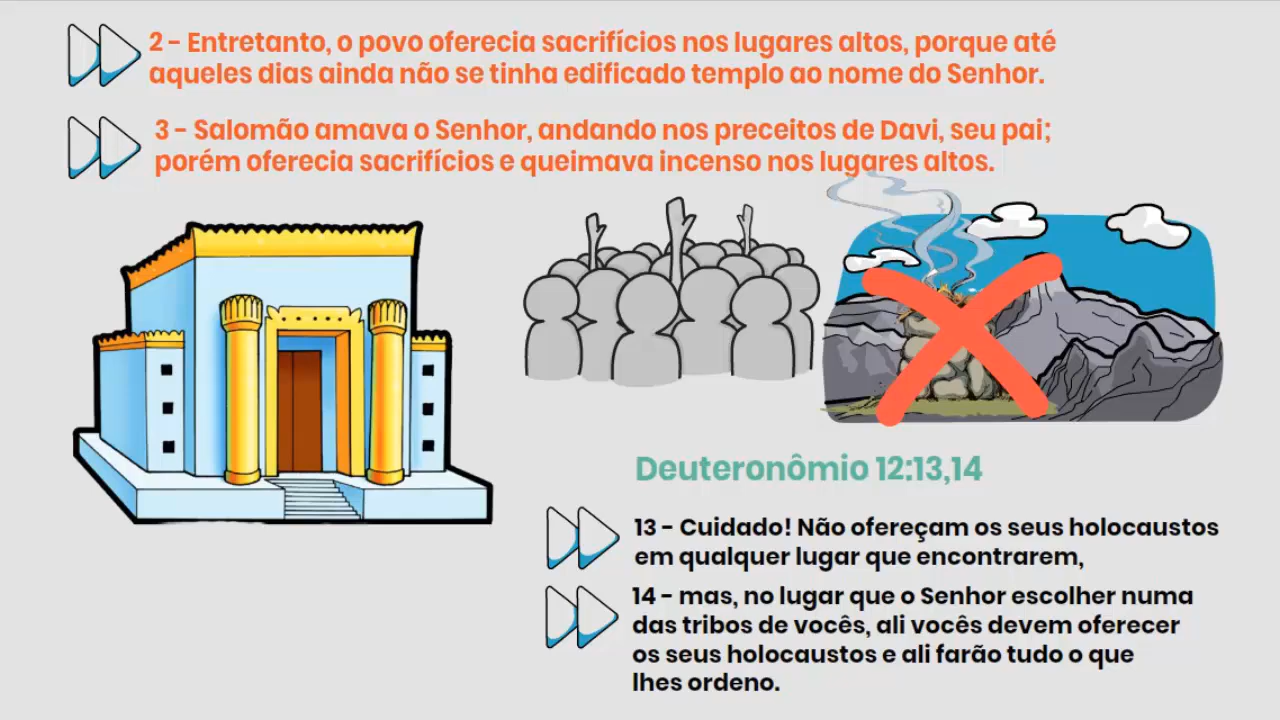 2 - Entretanto, o povo oferecia sacrifícios nos lugares altos, porque até
aqueles dias ainda não se tinha edificado templo ao nome do Senhor.
3 - Salomão amava o Senhor, andando nos preceitos de Davi, seu pai;
porém oferecia sacrifícios e queimava incenso nos lugares altos.
Deuteronômio 12:13,14
13 - Cuidado! Não ofereçam os seus holocaustos
em qualquer lugar que encontrarem,
14 - mas, no lugar que o Senhor escolher numa
das tribos de vocês, ali vocês devem oferecer
os seus holocaustos e ali farão tudo o que
lhes ordeno.